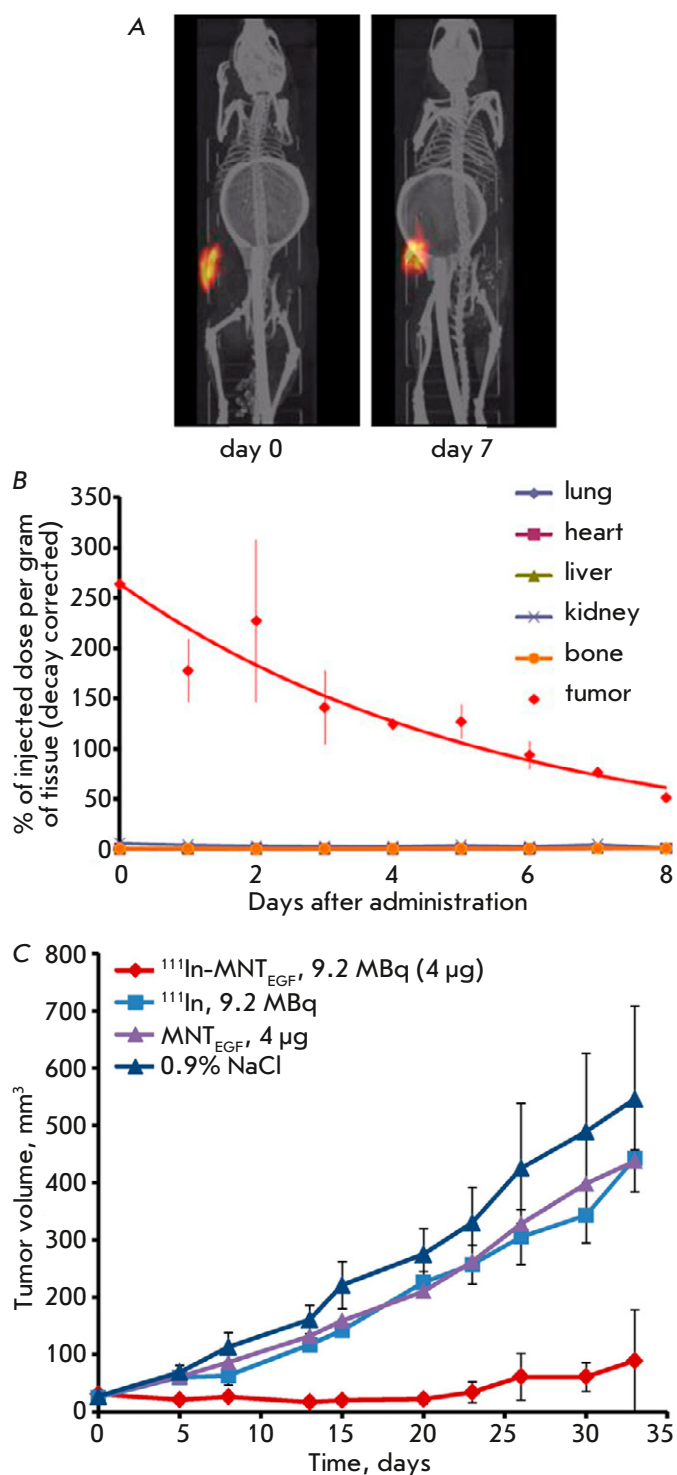 A
day 0
day 7
B
% of injected dose per gram
of tissue (decay corrected)
350
300
250
200
150
100
50
0
0
2
4
6
8
Days after administration
lung
heart
liver
kidney
bone
tumor
C
Tumor volume, mm³
800
700
600
500
400
300
200
100
0
0
5
10
15
20
25
30
35
Time, days
¹¹¹In-MNT_EGF, 9.2 MBq (4 µg)
¹¹¹In, 9.2 MBq
MNT_EGF, 4 µg
0.9% NaCl